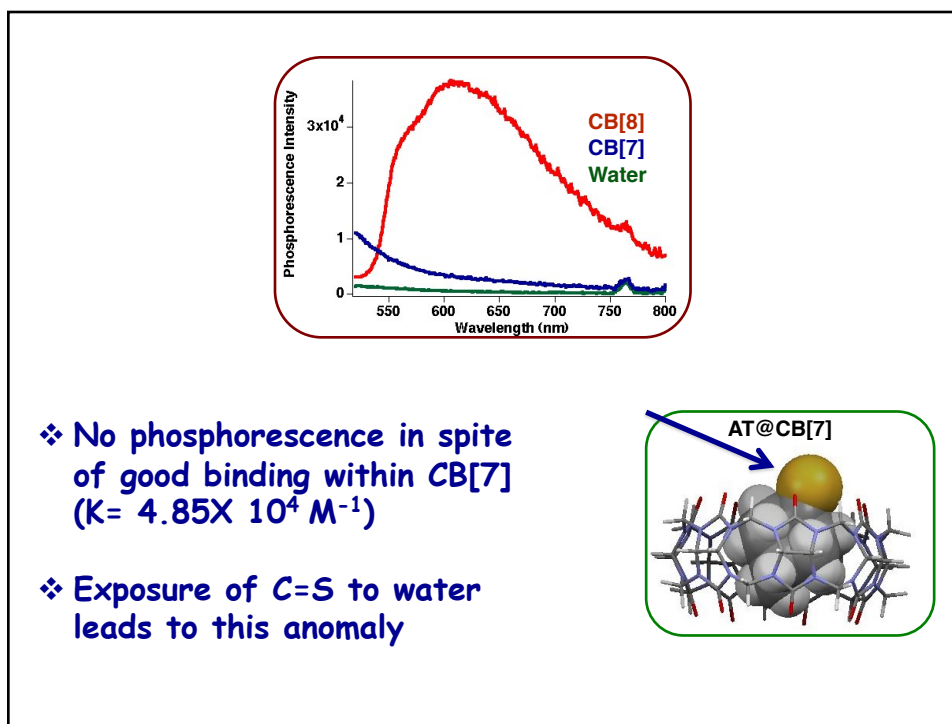 Phosphorescence Intensity
3x10⁴
2
1
0
CB[8]
CB[7]
Water
550 600 650 700 750 800
Wavelength (nm)
❖ No phosphorescence in spite
of good binding within CB[7]
(K= 4.85X 10⁴ M⁻¹)
❖ Exposure of C=S to water
leads to this anomaly
AT@CB[7]